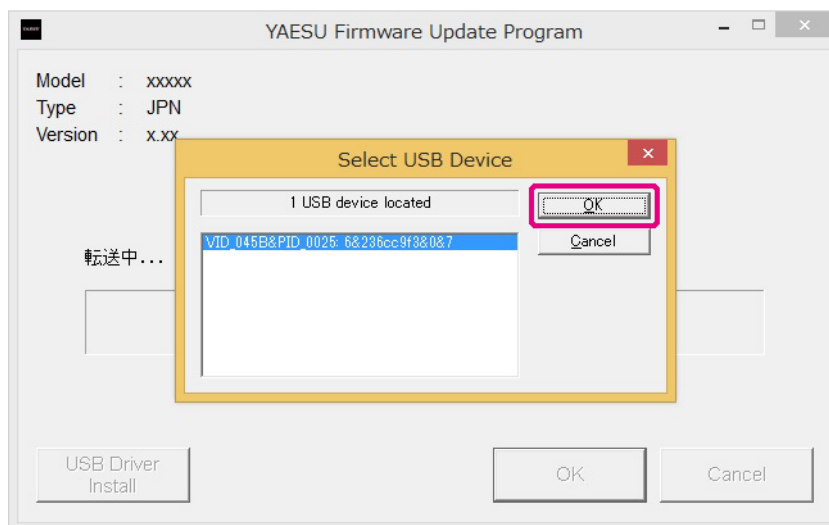 YAESU
YAESU Firmware Update Program
Model : xxxxx
Type : JPN
Version : x.xx
Select USB Device
1 USB device located
OK
VID_045B&PID_0025: 6&236cc9f3&0&7
Cancel
転送中...
USB Driver
Install
OK
Cancel